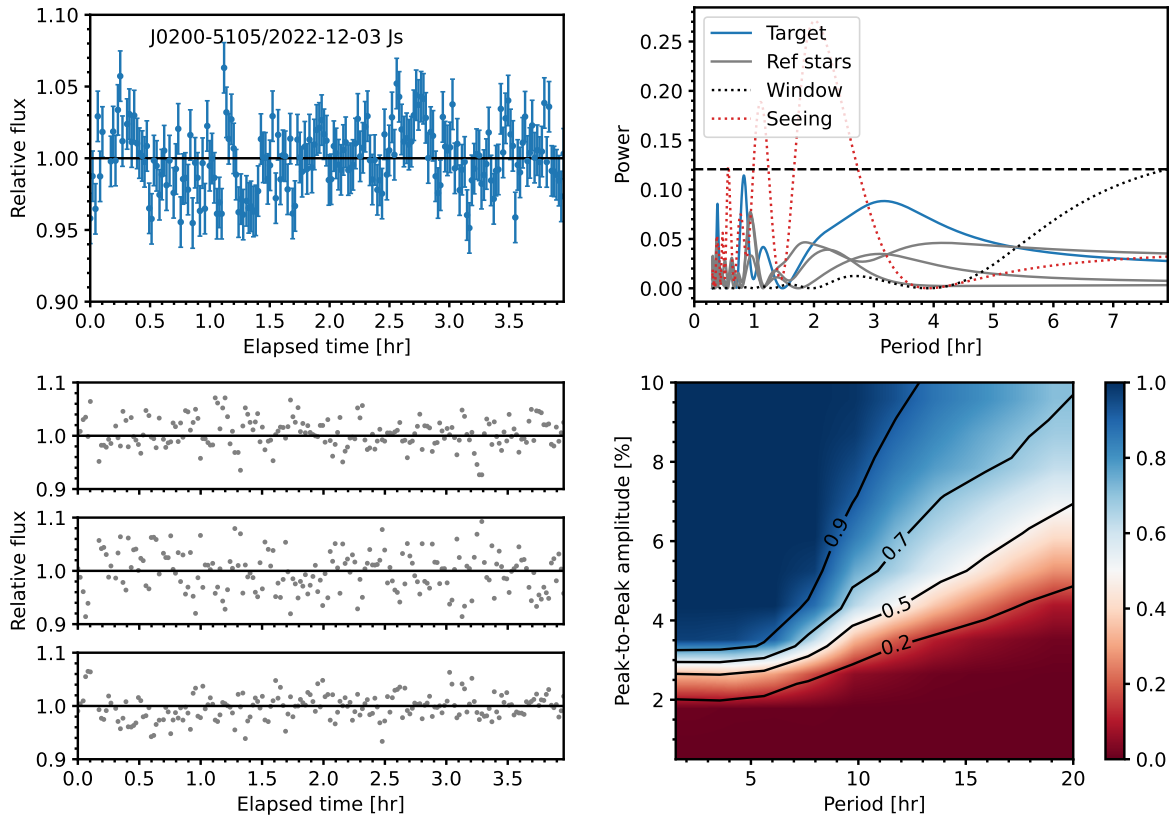 1.10
1.05
1.00
0.95
0.90
Relative flux
J0200-5105/2022-12-03 Js
0.0 0.5 1.0 1.5 2.0 2.5 3.0 3.5
Elapsed time [hr]
0.25
0.20
0.15
0.10
0.05
0.00
Power
Target
Ref stars
Window
Seeing
0 1 2 3 4 5 6 7
Period [hr]
1.1
1.0
0.9
1.1
1.0
0.9
1.1
1.0
0.9
Relative flux
0.0 0.5 1.0 1.5 2.0 2.5 3.0 3.5
Elapsed time [hr]
10
8
6
4
2
Peak-to-Peak amplitude [%]
0.9
0.7
0.5
0.2
5 10 15 20
Period [hr]
1.0
0.8
0.6
0.4
0.2
0.0